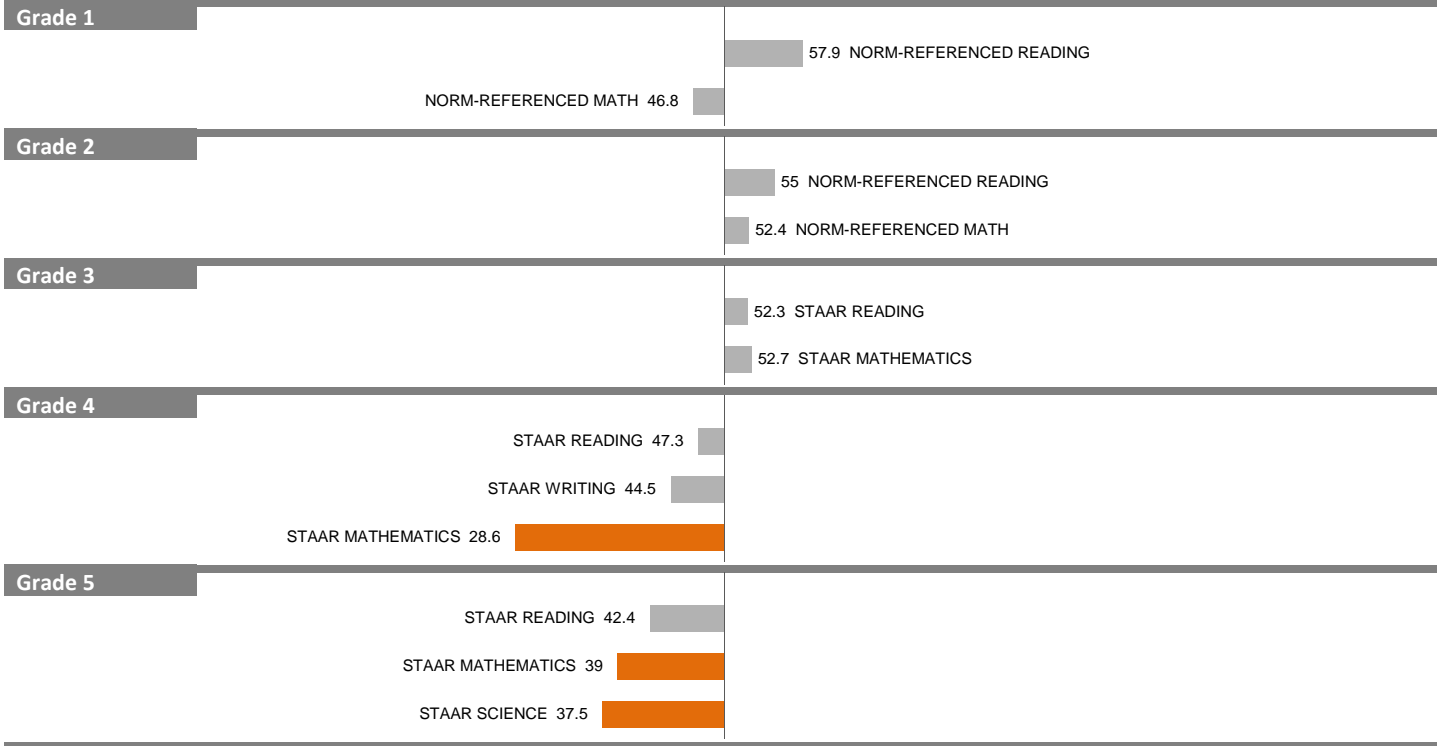 Grade 1
57.9 NORM-REFERENCED READING
NORM-REFERENCED MATH 46.8
Grade 2
55 NORM-REFERENCED READING
52.4 NORM-REFERENCED MATH
Grade 3
52.3 STAAR READING
52.7 STAAR MATHEMATICS
Grade 4
STAAR READING 47.3
STAAR WRITING 44.5
STAAR MATHEMATICS 28.6
Grade 5
STAAR READING 42.4
STAAR MATHEMATICS 39
STAAR SCIENCE 37.5